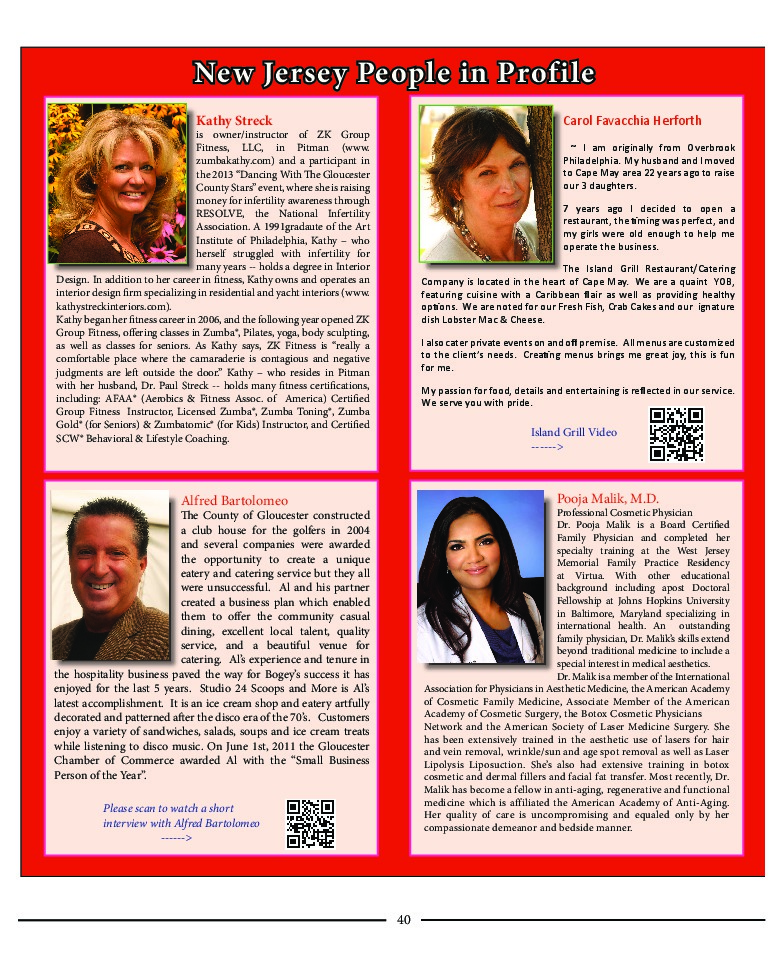 New Jersey People in Profile
Kathy Streck
is owner/instructor of ZK Group
Fitness, LLC, in Pitman (www.
zumbakathy.com) and a participant in
the 2013 “Dancing With The Gloucester
County Stars” event, where she is raising
money for infertility awareness through
RESOLVE, the National Infertility
Association. A 199 Igradaute of the Art
Institute of Philadelphia, Kathy – who
herself struggled with infertility for
many years – holds a degree in Interior
Design. In addition to her career in fitness, Kathy owns and operates an
interior design firm specializing in residential and yacht interiors (www.
kathystreckinteriors.com).
Kathy began her fitness career in 2006, and the following year opened ZK
Group Fitness, offering classes in Zumba®, Pilates, yoga, body sculpting,
as well as classes for seniors. As Kathy says, ZK Fitness is “really a
comfortable place where the camaraderie is contagious and negative
judgments are left outside the door.” Kathy – who resides in Pitman
with her husband, Dr. Paul Streck -- holds many fitness certifications,
including: AFAA® (Aerobics & Fitness Assoc. of America) Certified
Group Fitness Instructor, Licensed Zumba®, Zumba Toning®, Zumba
Gold® (for Seniors) & Zumbatomic® (for Kids) Instructor, and Certified
SCW® Behavioral & Lifestyle Coaching.
Carol Favacchia Herforth
~ I am originally from Overbrook
Philadelphia. My husband and I moved
to Cape May area 22 years ago to raise
our 3 daughters.
7 years ago I decided to open a
restaurant, the timing was perfect, and
my girls were old enough to help me
operate the business.
The Island Grill Restaurant/Catering
Company is located in the heart of Cape May. We are a quaint YOB,
featuring cuisine with a Caribbean flair as well as providing healthy
options. We are noted for our Fresh Fish, Crab Cakes and our ignature
dish Lobster Mac & Cheese.
I also cater private events on and off premise. All menus are customized
to the client’s needs. Creating menus brings me great joy, this is fun
for me.
My passion for food, details and entertaining is reflected in our service.
We serve you with pride.
Island Grill Video
------>
Alfred Bartolomeo
The County of Gloucester constructed
a club house for the golfers in 2004
and several companies were awarded
the opportunity to create a unique
eatery and catering service but they all
were unsuccessful. Al and his partner
created a business plan which enabled
them to offer the community casual
dining, excellent local talent, quality
service, and a beautiful venue for
catering. Al’s experience and tenure in
the hospitality business paved the way for Bogey’s success it has
enjoyed for the last 5 years. Studio 24 Scoops and More is Al’s
latest accomplishment. It is an ice cream shop and eatery artfully
decorated and patterned after the disco era of the 70’s. Customers
enjoy a variety of sandwiches, salads, soups and ice cream treats
while listening to disco music. On June 1st, 2011 the Gloucester
Chamber of Commerce awarded Al with the “Small Business
Person of the Year”.
Please scan to watch a short
interview with Alfred Bartolomeo
------>
Pooja Malik, M.D.
Professional Cosmetic Physician
Dr. Pooja Malik is a Board Certified
Family Physician and completed her
specialty training at the West Jersey
Memorial Family Practice Residency
at Virtua. With other educational
background including apost Doctoral
Fellowship at Johns Hopkins University
in Baltimore, Maryland specializing in
international health. An outstanding
family physician, Dr. Malik’s skills extend
beyond traditional medicine to include a
special interest in medical aesthetics.
Dr. Malik is a member of the International
Association for Physicians in Aesthetic Medicine, the American Academy
of Cosmetic Family Medicine, Associate Member of the American
Academy of Cosmetic Surgery, the Botox Cosmetic Physicians
Network and the American Society of Laser Medicine Surgery. She
has been extensively trained in the aesthetic use of lasers for hair
and vein removal, wrinkle/sun and age spot removal as well as Laser
Lipolysis Liposuction. She’s also had extensive training in botox
cosmetic and dermal fillers and facial fat transfer. Most recently, Dr.
Malik has become a fellow in anti-aging, regenerative and functional
medicine which is affiliated the American Academy of Anti-Aging.
Her quality of care is uncompromising and equaled only by her
compassionate demeanor and bedside manner.
40